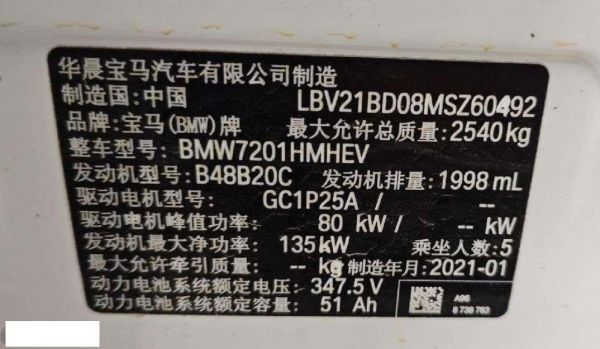 华晨宝马汽车有限公司制造
制造国:中国 LBV21BD08MSZ60492
品牌:宝马(BMW)牌 最大允许总质量:2540kg
整车型号:BMW7201HMHEV
发动机型号:B48B20C 发动机排量:1998 mL
驱动电机型号: GC1P25A / --
驱动电机峰值功率: 80 kW / -- kW
发动机最大净功率: 135kW 乘坐人数:5
最大允许牵引质量: -- kg 制造年月:2021-01
动力电池系统额定电压: 347.5 V
动力电池系统额定容量: 51 Ah
A96
8 738 763